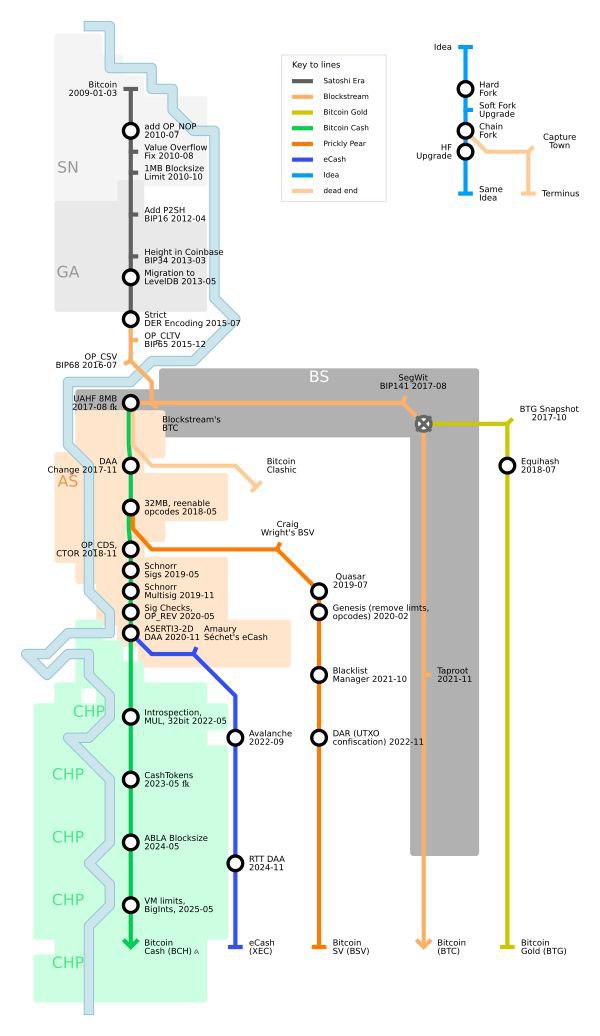 Key to lines
Satoshi Era
Blockstream
Bitcoin Gold
Bitcoin Cash
Prickly Pear
eCash
Idea
dead end
Idea
Hard
Fork
Soft Fork
Upgrade
Chain
Fork
HF
Upgrade
Capture
Town
Same
Idea
Terminus
Bitcoin
2009-01-03
add OP_NOP
2010-07
Value Overflow
Fix 2010-08
1MB Blocksize
Limit 2010-10
SN
Add P2SH
BIP16 2012-04
Height in Coinbase
BIP34 2013-03
GA
Migration to
LevelDB 2013-05
Strict
DER Encoding 2015-07
OP_CLTV
BIP65 2015-12
OP_CSV
BIP68 2016-07
BS
SegWit
BIP141 2017-08
UAHF 8MB
2017-08 fk
Blockstream's
BTC
BTG Snapshot
2017-10
DAA
Change 2017-11
Bitcoin
Clashic
Equihash
2018-07
AS
32MB, reenable
opcodes 2018-05
Craig
Wright's BSV
OP_CDS,
CTOR 2018-11
Schnorr
Sigs 2019-05
Quasar
2019-07
Schnorr
Multisig 2019-11
Sig Checks,
OP_REV 2020-05
Genesis (remove limts,
opcodes) 2020-02
ASERTI3-2D
DAA 2020-11
Amaury
Séchet's eCash
Blacklist
Manager 2021-10
Taproot
2021-11
CHP
Introspection,
MUL, 32bit 2022-05
Avalanche
2022-09
DAR (UTXO
confiscation) 2022-11
CHP
CashTokens
2023-05 fk
CHP
ABLA Blocksize
2024-05
RTT DAA
2024-11
CHP
VM limits,
BigInts, 2025-05
Bitcoin
Cash (BCH)
eCash
(XEC)
Bitcoin
SV (BSV)
Bitcoin
(BTC)
Bitcoin
Gold (BTG)
CHP